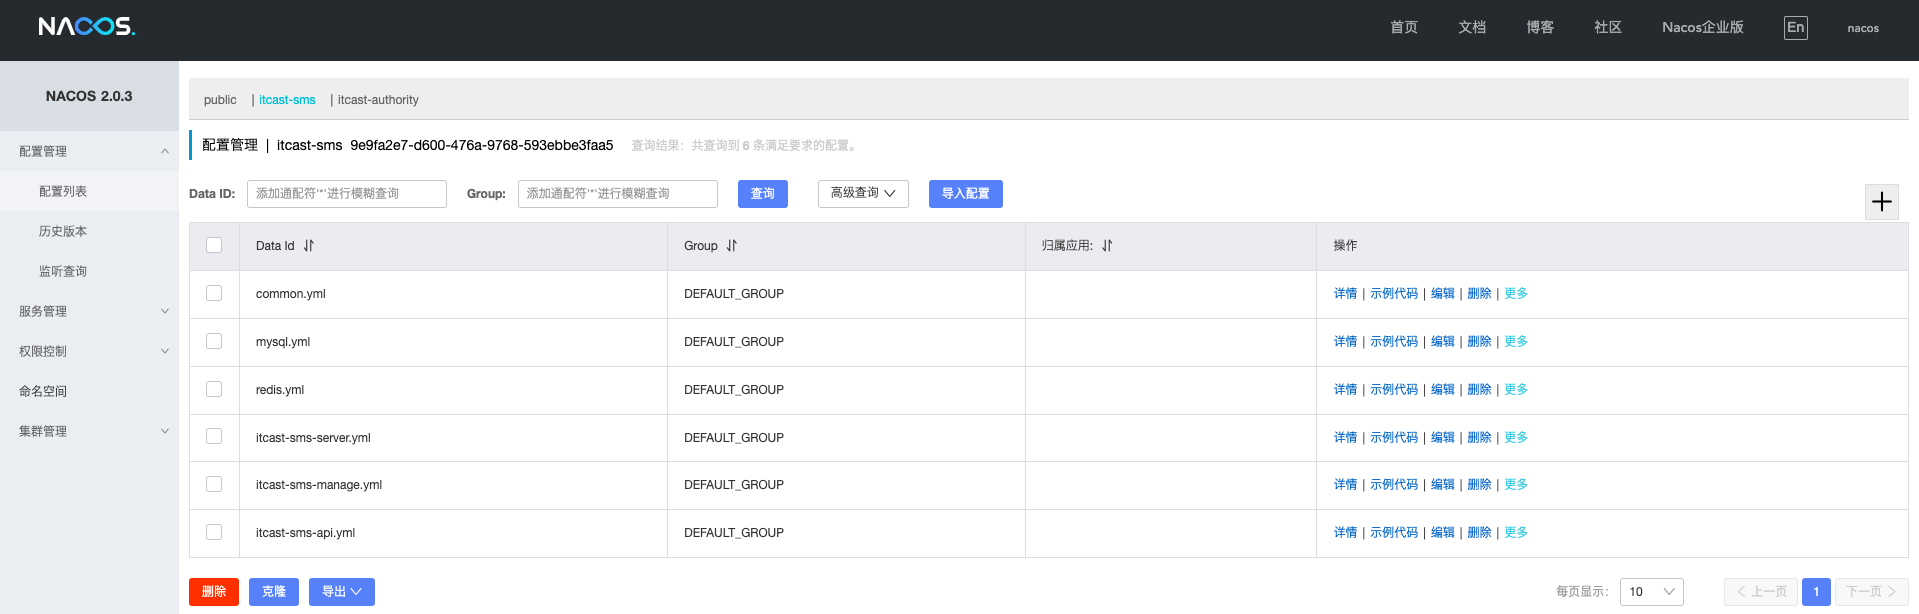 NACOS. 首页 文档 博客 社区 Nacos企业版 En nacos
NACOS 2.0.3
配置管理
配置列表
历史版本
监听查询
服务管理
权限控制
命名空间
集群管理
public | itcast-sms | itcast-authority
配置管理 | itcast-sms 9e9fa2e7-d600-476a-9768-593ebbe3faa5 查询结果：共查询到 6 条满足要求的配置。
Data ID: 添加通配符'*'进行模糊查询 Group: 添加通配符'*'进行模糊查询 查询 高级查询 导入配置
Data Id Group 归属应用: 操作
common.yml DEFAULT_GROUP 详情 | 示例代码 | 编辑 | 删除 | 更多
mysql.yml DEFAULT_GROUP 详情 | 示例代码 | 编辑 | 删除 | 更多
redis.yml DEFAULT_GROUP 详情 | 示例代码 | 编辑 | 删除 | 更多
itcast-sms-server.yml DEFAULT_GROUP 详情 | 示例代码 | 编辑 | 删除 | 更多
itcast-sms-manage.yml DEFAULT_GROUP 详情 | 示例代码 | 编辑 | 删除 | 更多
itcast-sms-api.yml DEFAULT_GROUP 详情 | 示例代码 | 编辑 | 删除 | 更多
删除 克隆 导出 每页显示： 10 上一页 1 下一页